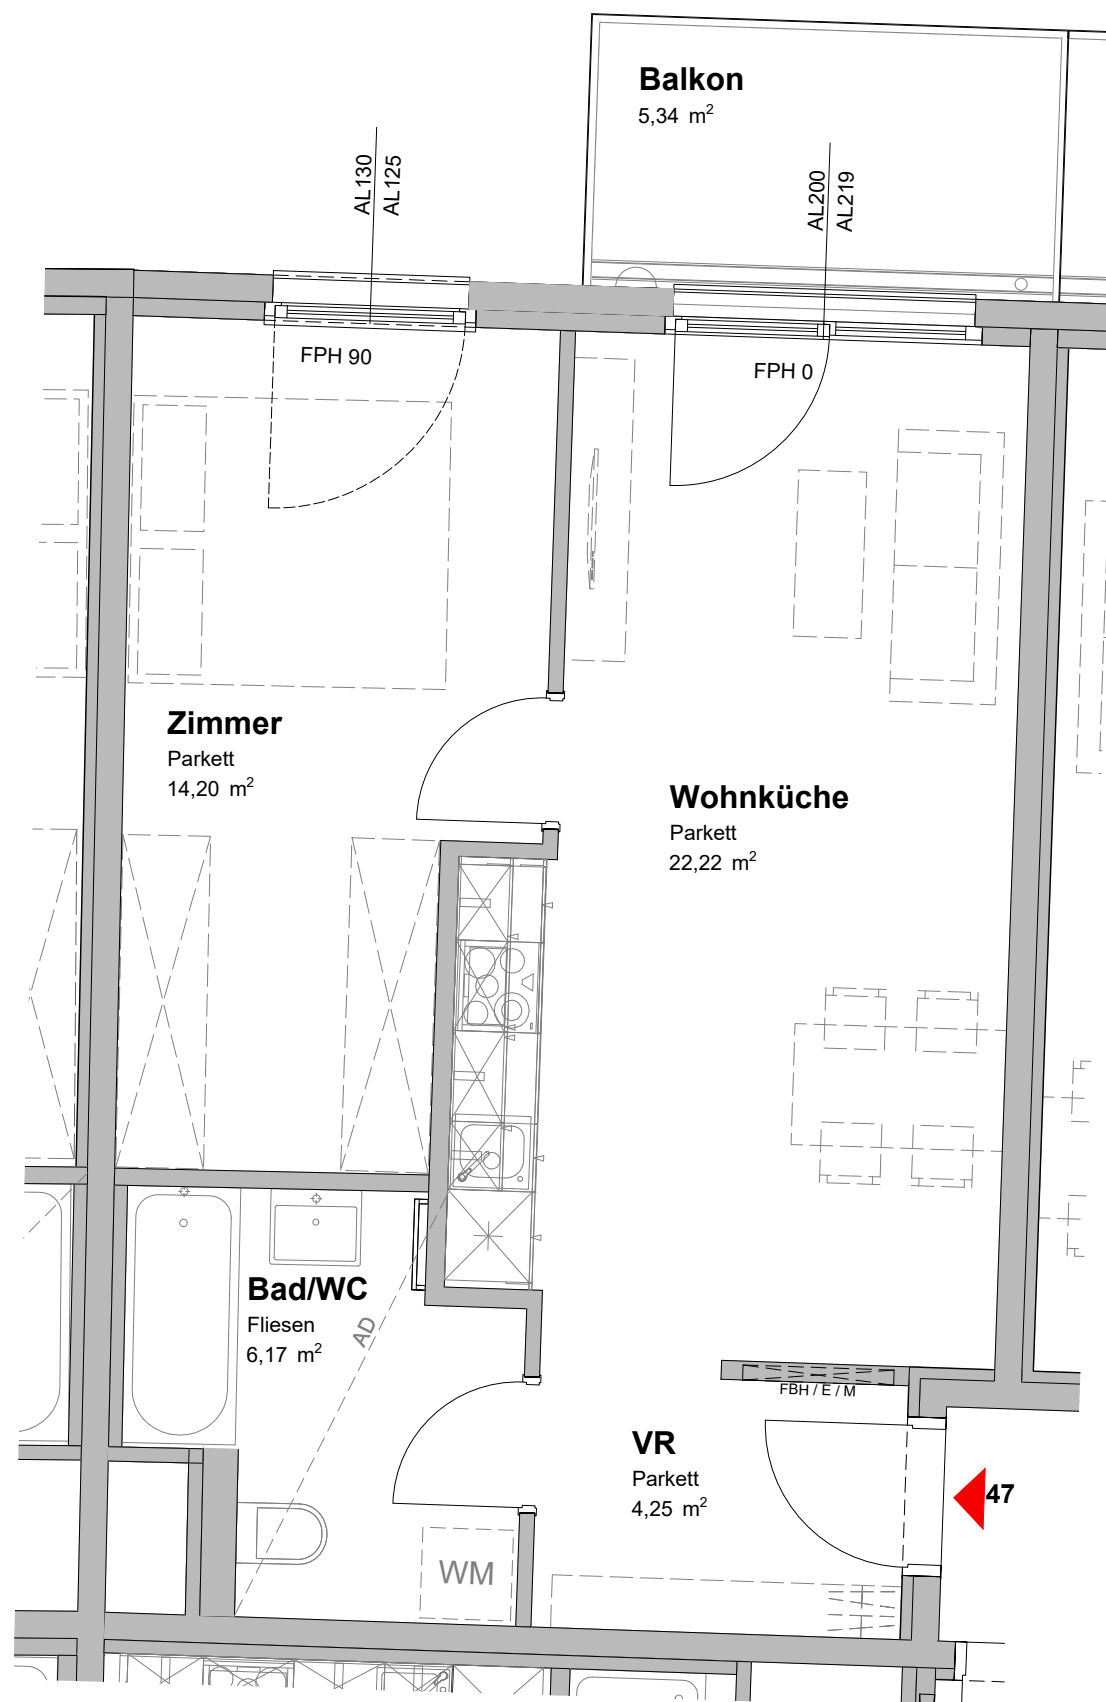 Balkon
5,34 m²
AL130
AL125
AL200
AL219
FPH 90
FPH 0
Zimmer
Parkett
14,20 m²
Wohnküche
Parkett
22,22 m²
Bad/WC
Fliesen
6,17 m²
AD
FBH / E / M
VR
Parkett
4,25 m²
47
WM